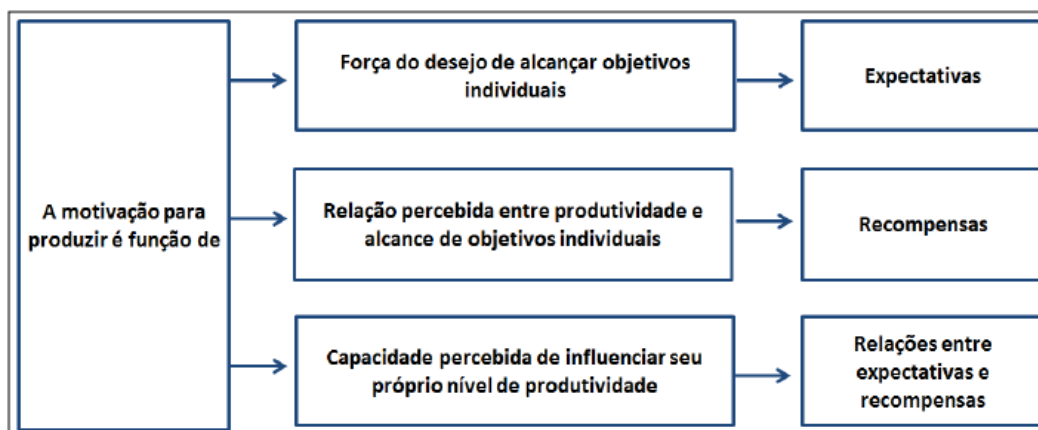 A motivação para
produzir é função de
Força do desejo de alcançar objetivos
individuais
Expectativas
Relação percebida entre produtividade e
alcance de objetivos individuais
Recompensas
Capacidade percebida de influenciar seu
próprio nível de produtividade
Relações entre
expectativas e
recompensas